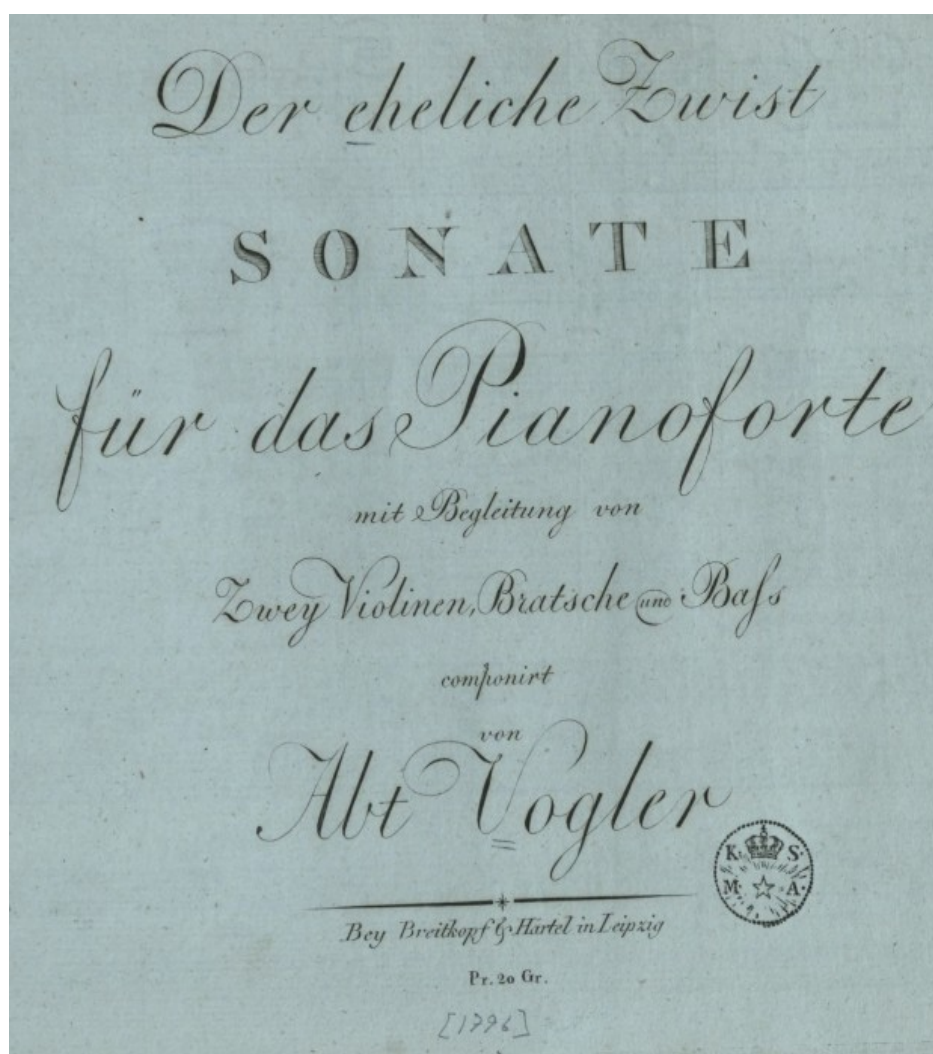 Der eheliche Zwist
SONATE
für das Pianoforte
mit Begleitung von
Zwey Violinen, Bratsche und Baſs
componirt
von
Abt Vogler
K. S.
M. A.
Bey Breitkopf & Härtel in Leipzig
Pr. 20 Gr.
[1796]